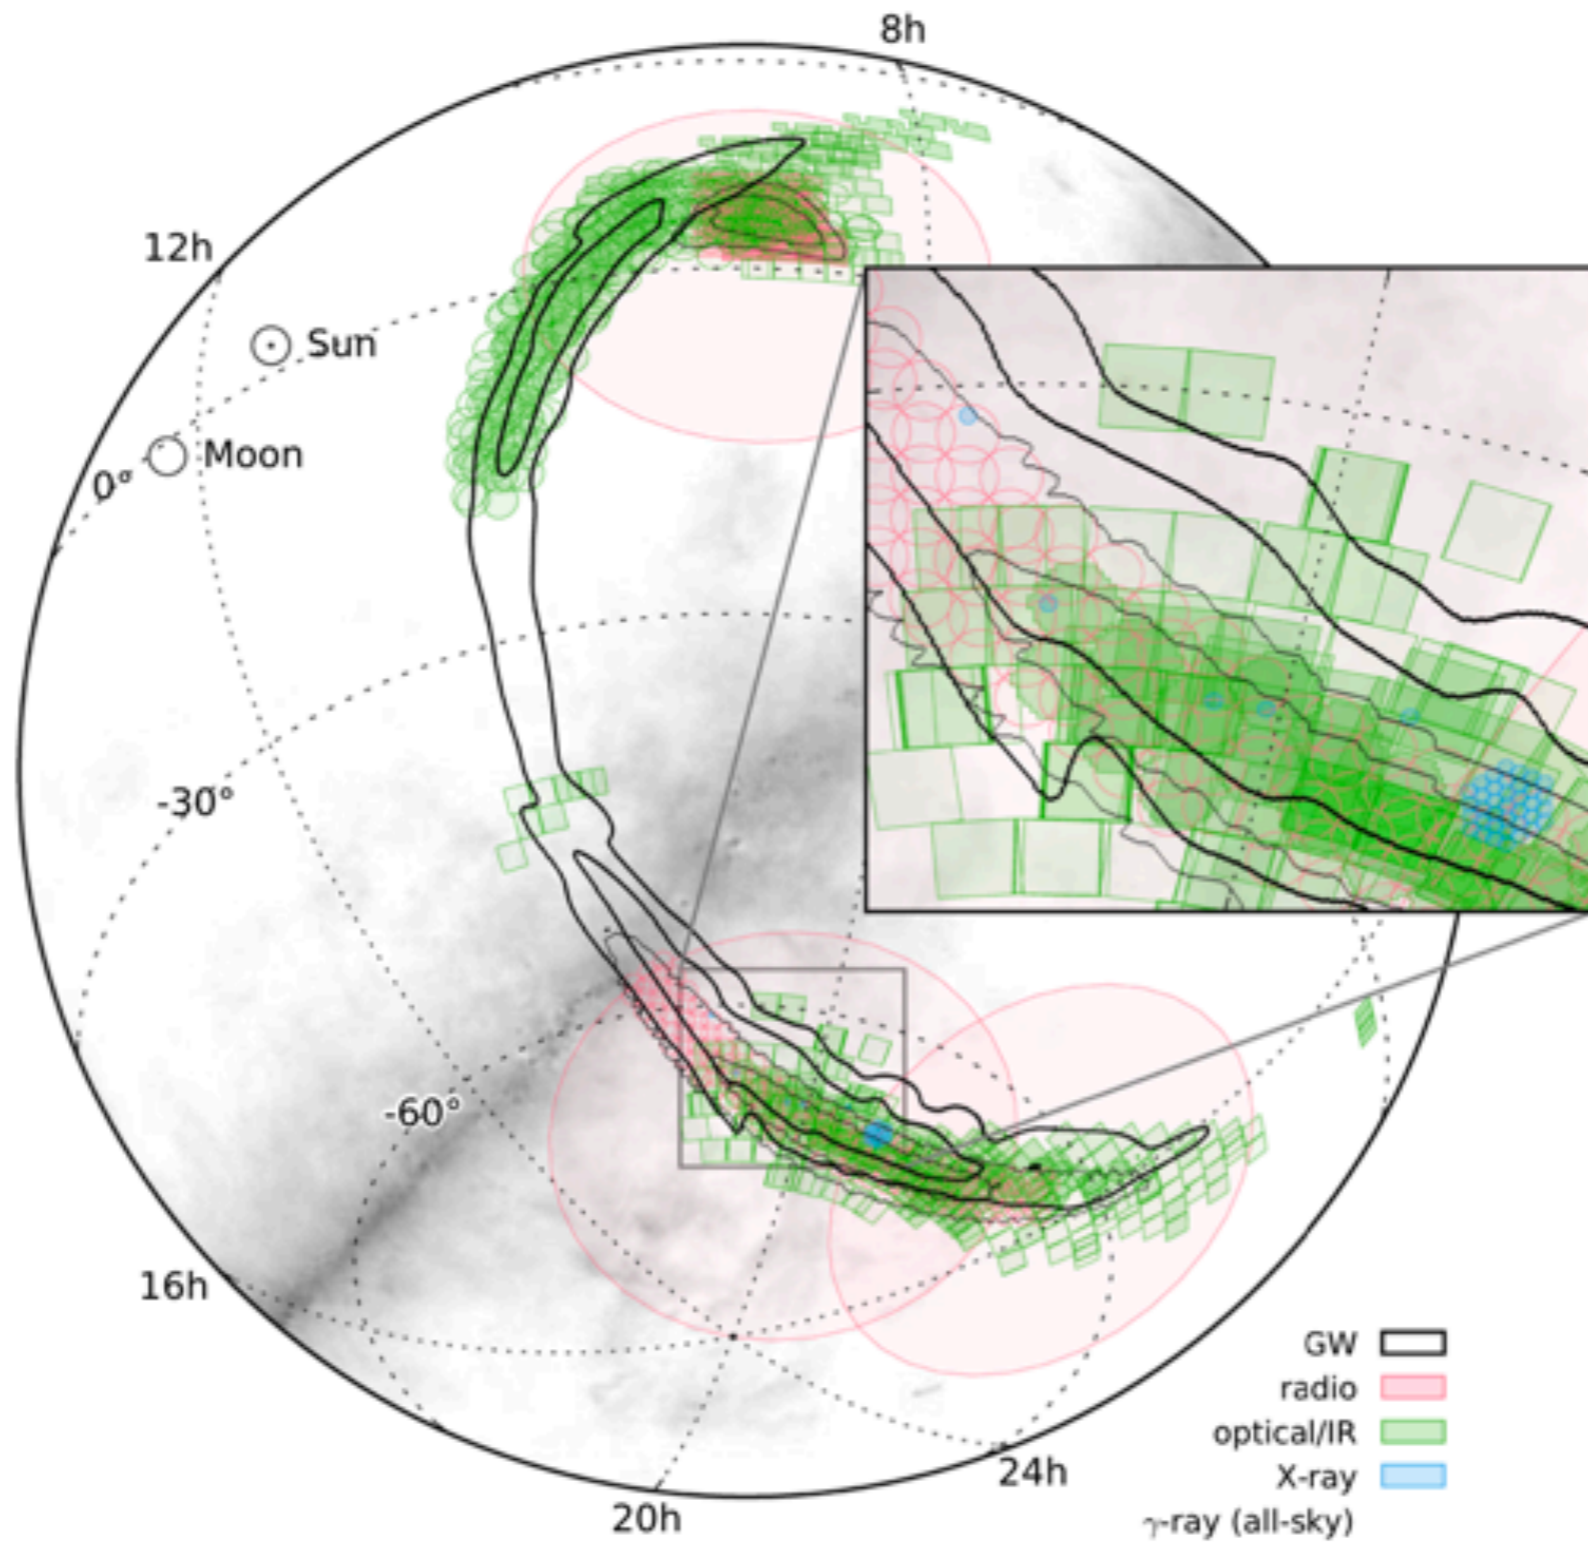 8h
12h
Sun
Moon
0°
-30°
-60°
16h
20h
24h
GW
radio
optical/IR
X-ray
γ-ray (all-sky)